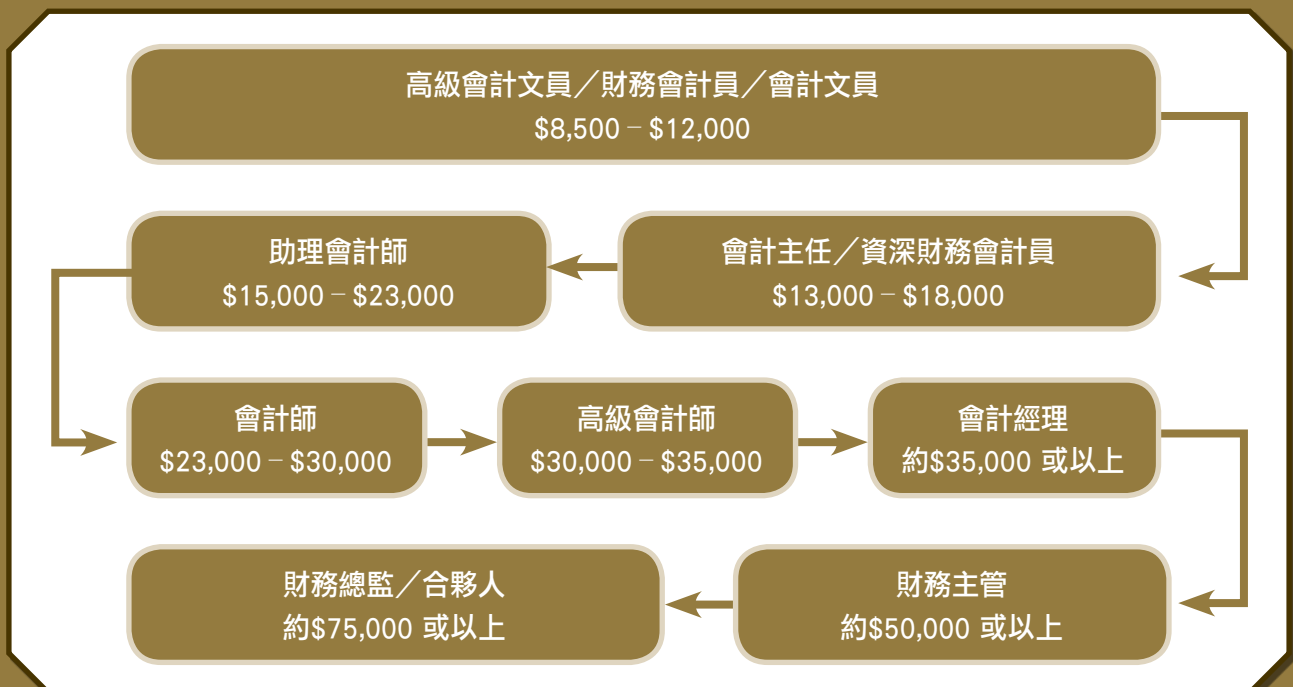 高級會計文員／財務會計員／會計文員
$8,500 – $12,000
助理會計師
$15,000 – $23,000
會計主任／資深財務會計員
$13,000 – $18,000
會計師
$23,000 – $30,000
高級會計師
$30,000 – $35,000
會計經理
約$35,000 或以上
財務總監／合夥人
約$75,000 或以上
財務主管
約$50,000 或以上